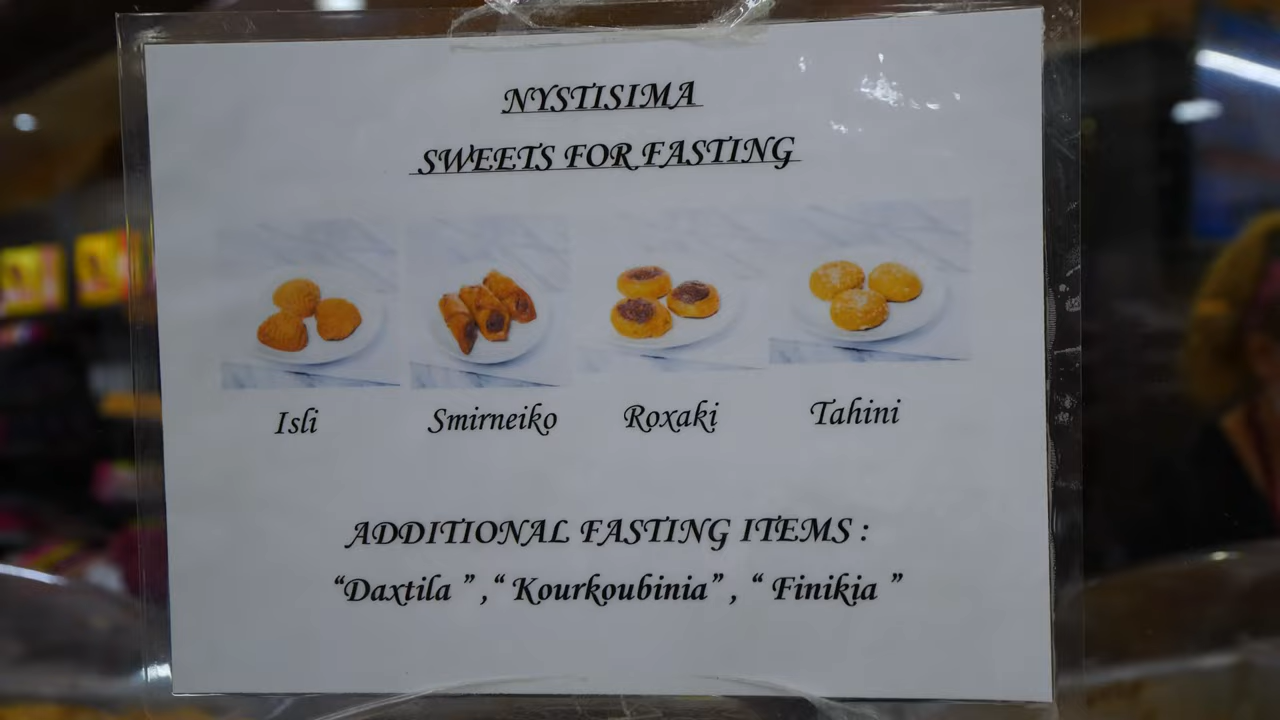 NYSTISIMA
SWEETS FOR FASTING
Isli Smirneiko Roxaki Tahini
ADDITIONAL FASTING ITEMS :
“Daxtila ” , “ Kourkoubinia” , “ Finikia ”